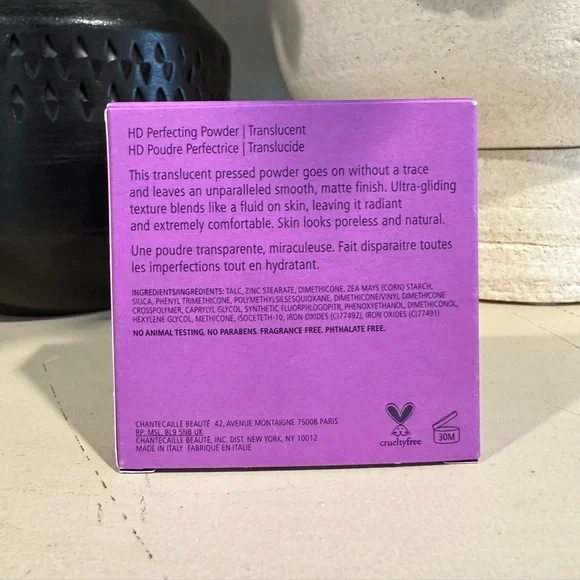 HD Perfecting Powder | Translucent
HD Poudre Perfectrice | Translucide
This translucent pressed powder goes on without a trace
and leaves an unparalleled smooth, matte finish. Ultra-gliding
texture blends like a fluid on skin, leaving it radiant
and extremely comfortable. Skin looks poreless and natural.
Une poudre transparente, miraculeuse. Fait disparaitre toutes
les imperfections tout en hydratant.
INGREDIENTS/INGRÉDIENTS: TALC, ZINC STEARATE, DIMETHICONE, ZEA MAYS (CORN) STARCH,
SILICA, PHENYL TRIMETHICONE, POLYMETHYLSILSESQUIOXANE, DIMETHICONE/VINYL DIMETHICONE
CROSSPOLYMER, CAPRYLYL GLYCOL, SYNTHETIC FLUORPHLOGOPITR, PHENOXYETHANOL, DIMETHICONOL,
HEXYLENE GLYCOL, METHICONE, ISOCETETH-10, IRON OXIDES (CI77492), IRON OXIDES (CI77491)
NO ANIMAL TESTING. NO PARABENS. FRAGRANCE FREE. PHTHALATE FREE.
CHANTECAILLE BEAUTÉ 42, AVENUE MONTAIGNE 75008 PARIS
RP: MSL, BL9 5NB UK
CHANTECAILLE BEAUTÉ, INC. DIST. NEW YORK, NY 10012
MADE IN ITALY FABRIQUÉ EN ITALIE
crueltyfree
30M